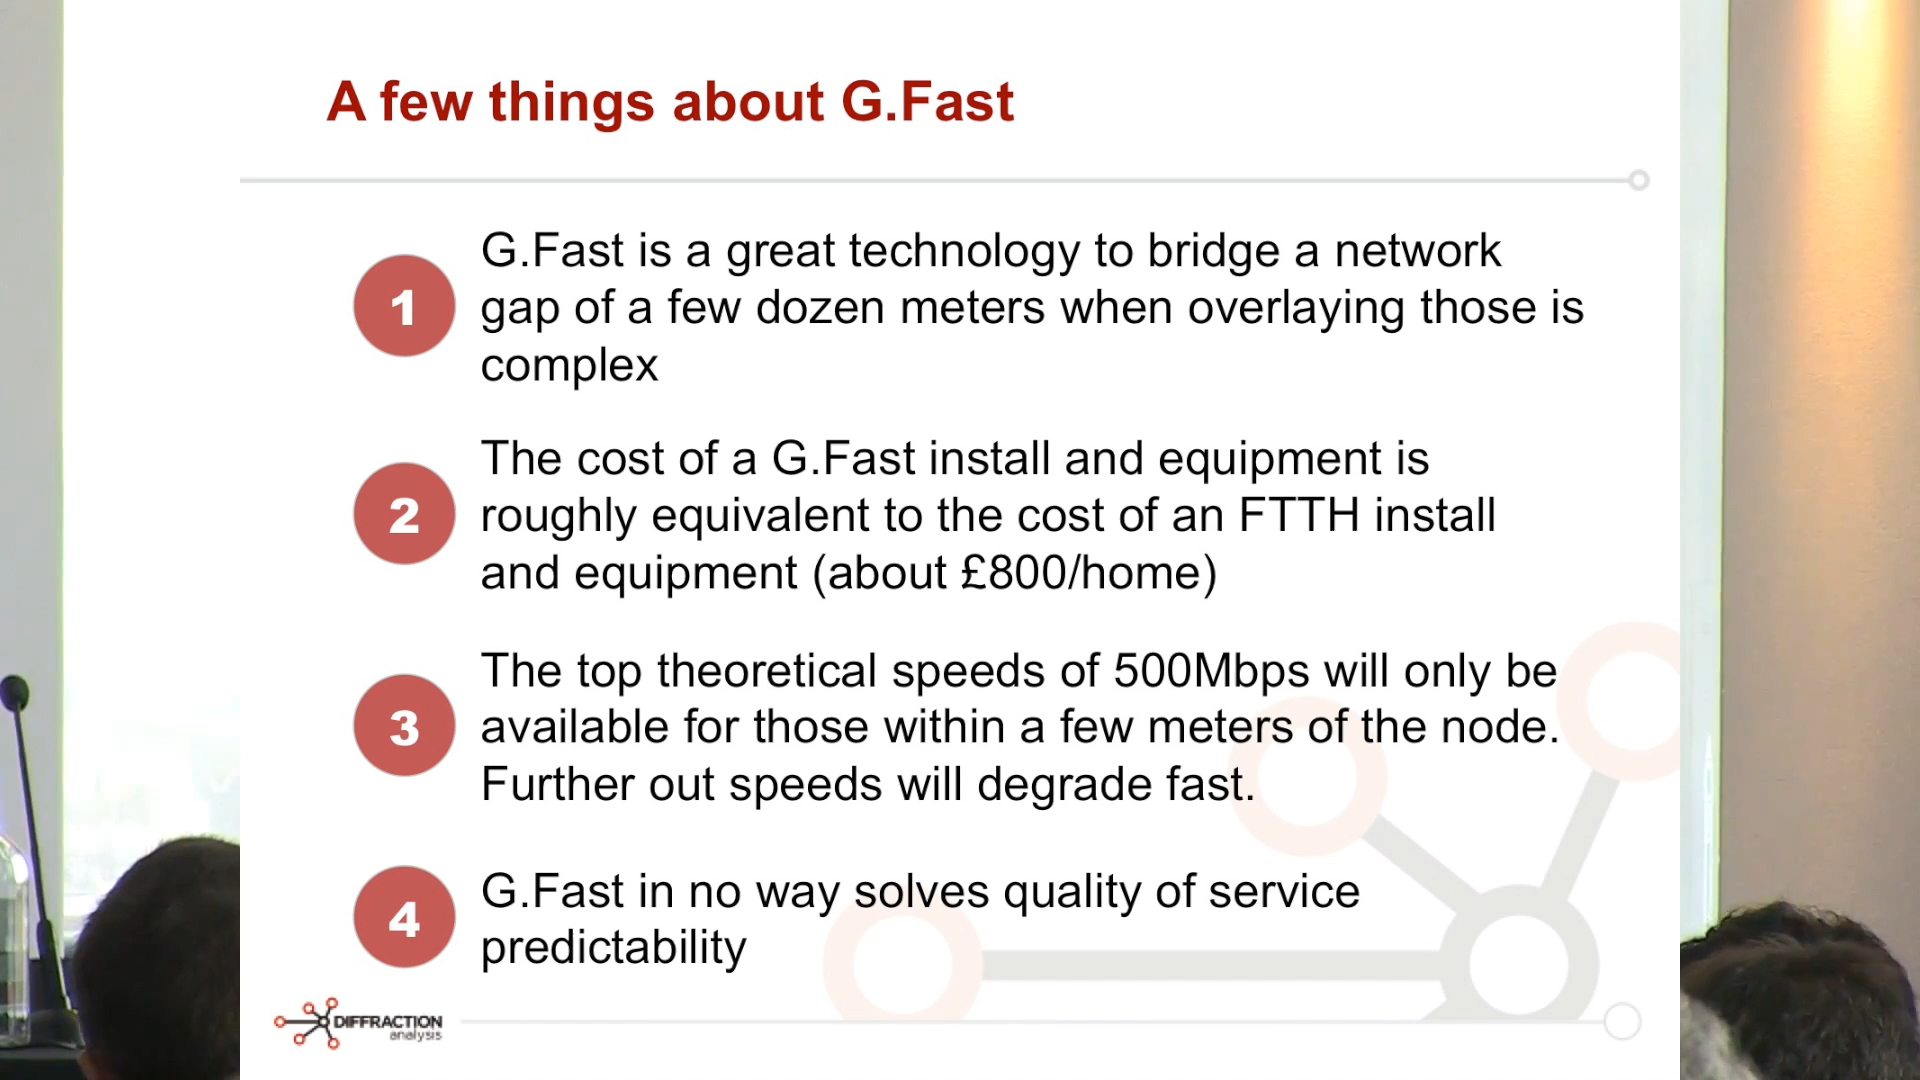 A few things about G.Fast
1
G.Fast is a great technology to bridge a network
gap of a few dozen meters when overlaying those is
complex
2
The cost of a G.Fast install and equipment is
roughly equivalent to the cost of an FTTH install
and equipment (about £800/home)
3
The top theoretical speeds of 500Mbps will only be
available for those within a few meters of the node.
Further out speeds will degrade fast.
4
G.Fast in no way solves quality of service
predictability
DIFFRACTION
analysis